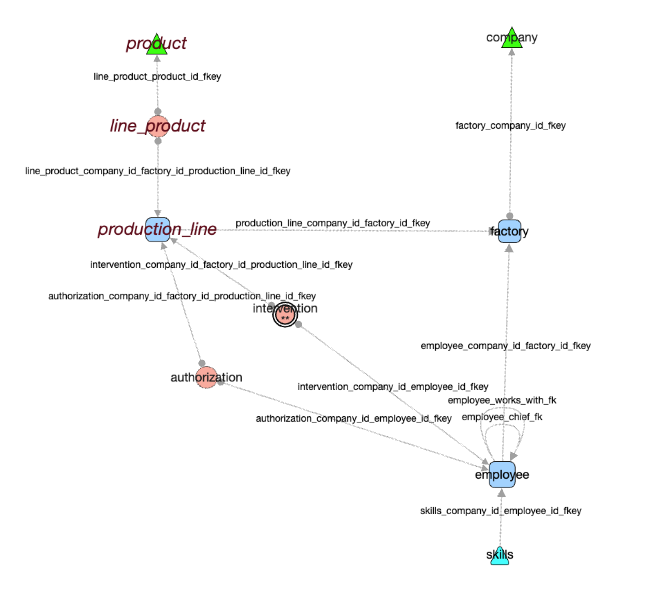 company
product
line_product_product_id_fkey
line_product
factory_company_id_fkey
line_product_company_id_factory_id_production_line_id_fkey
production_line_company_id_factory_id_fkey
production_line
factory
intervention_company_id_factory_id_production_line_id_fkey
authorization_company_id_factory_id_production_line_id_fkey
intervention
**
employee_company_id_factory_id_fkey
authorization
intervention_company_id_employee_id_fkey
employee_works_with_fk
authorization_company_id_employee_id_fkey
employee_chief_fk
employee
skills_company_id_employee_id_fkey
skills